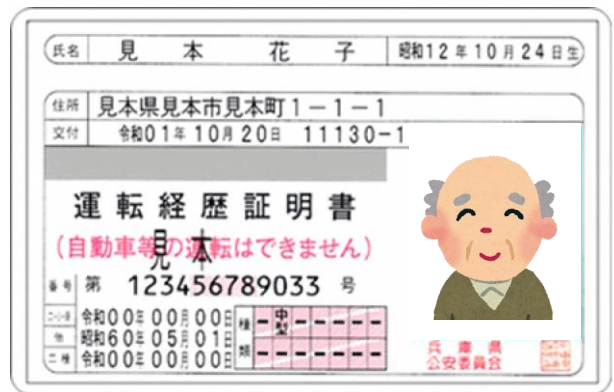 氏名 見本 花子 昭和12年10月24日生
住所 見本県見本市見本町1－1－1
交付 令和01年10月20日 11130-1
運転経歴証明書
(自動車等の運転はできません)
見本
番号 第 123456789033 号
二・小・原 令和00年00月00日
他 昭和60年05月01日
二種 令和00年00月00日
種類 － 中型 － － － － －
－ － － － － － －
兵庫県
公安委員会